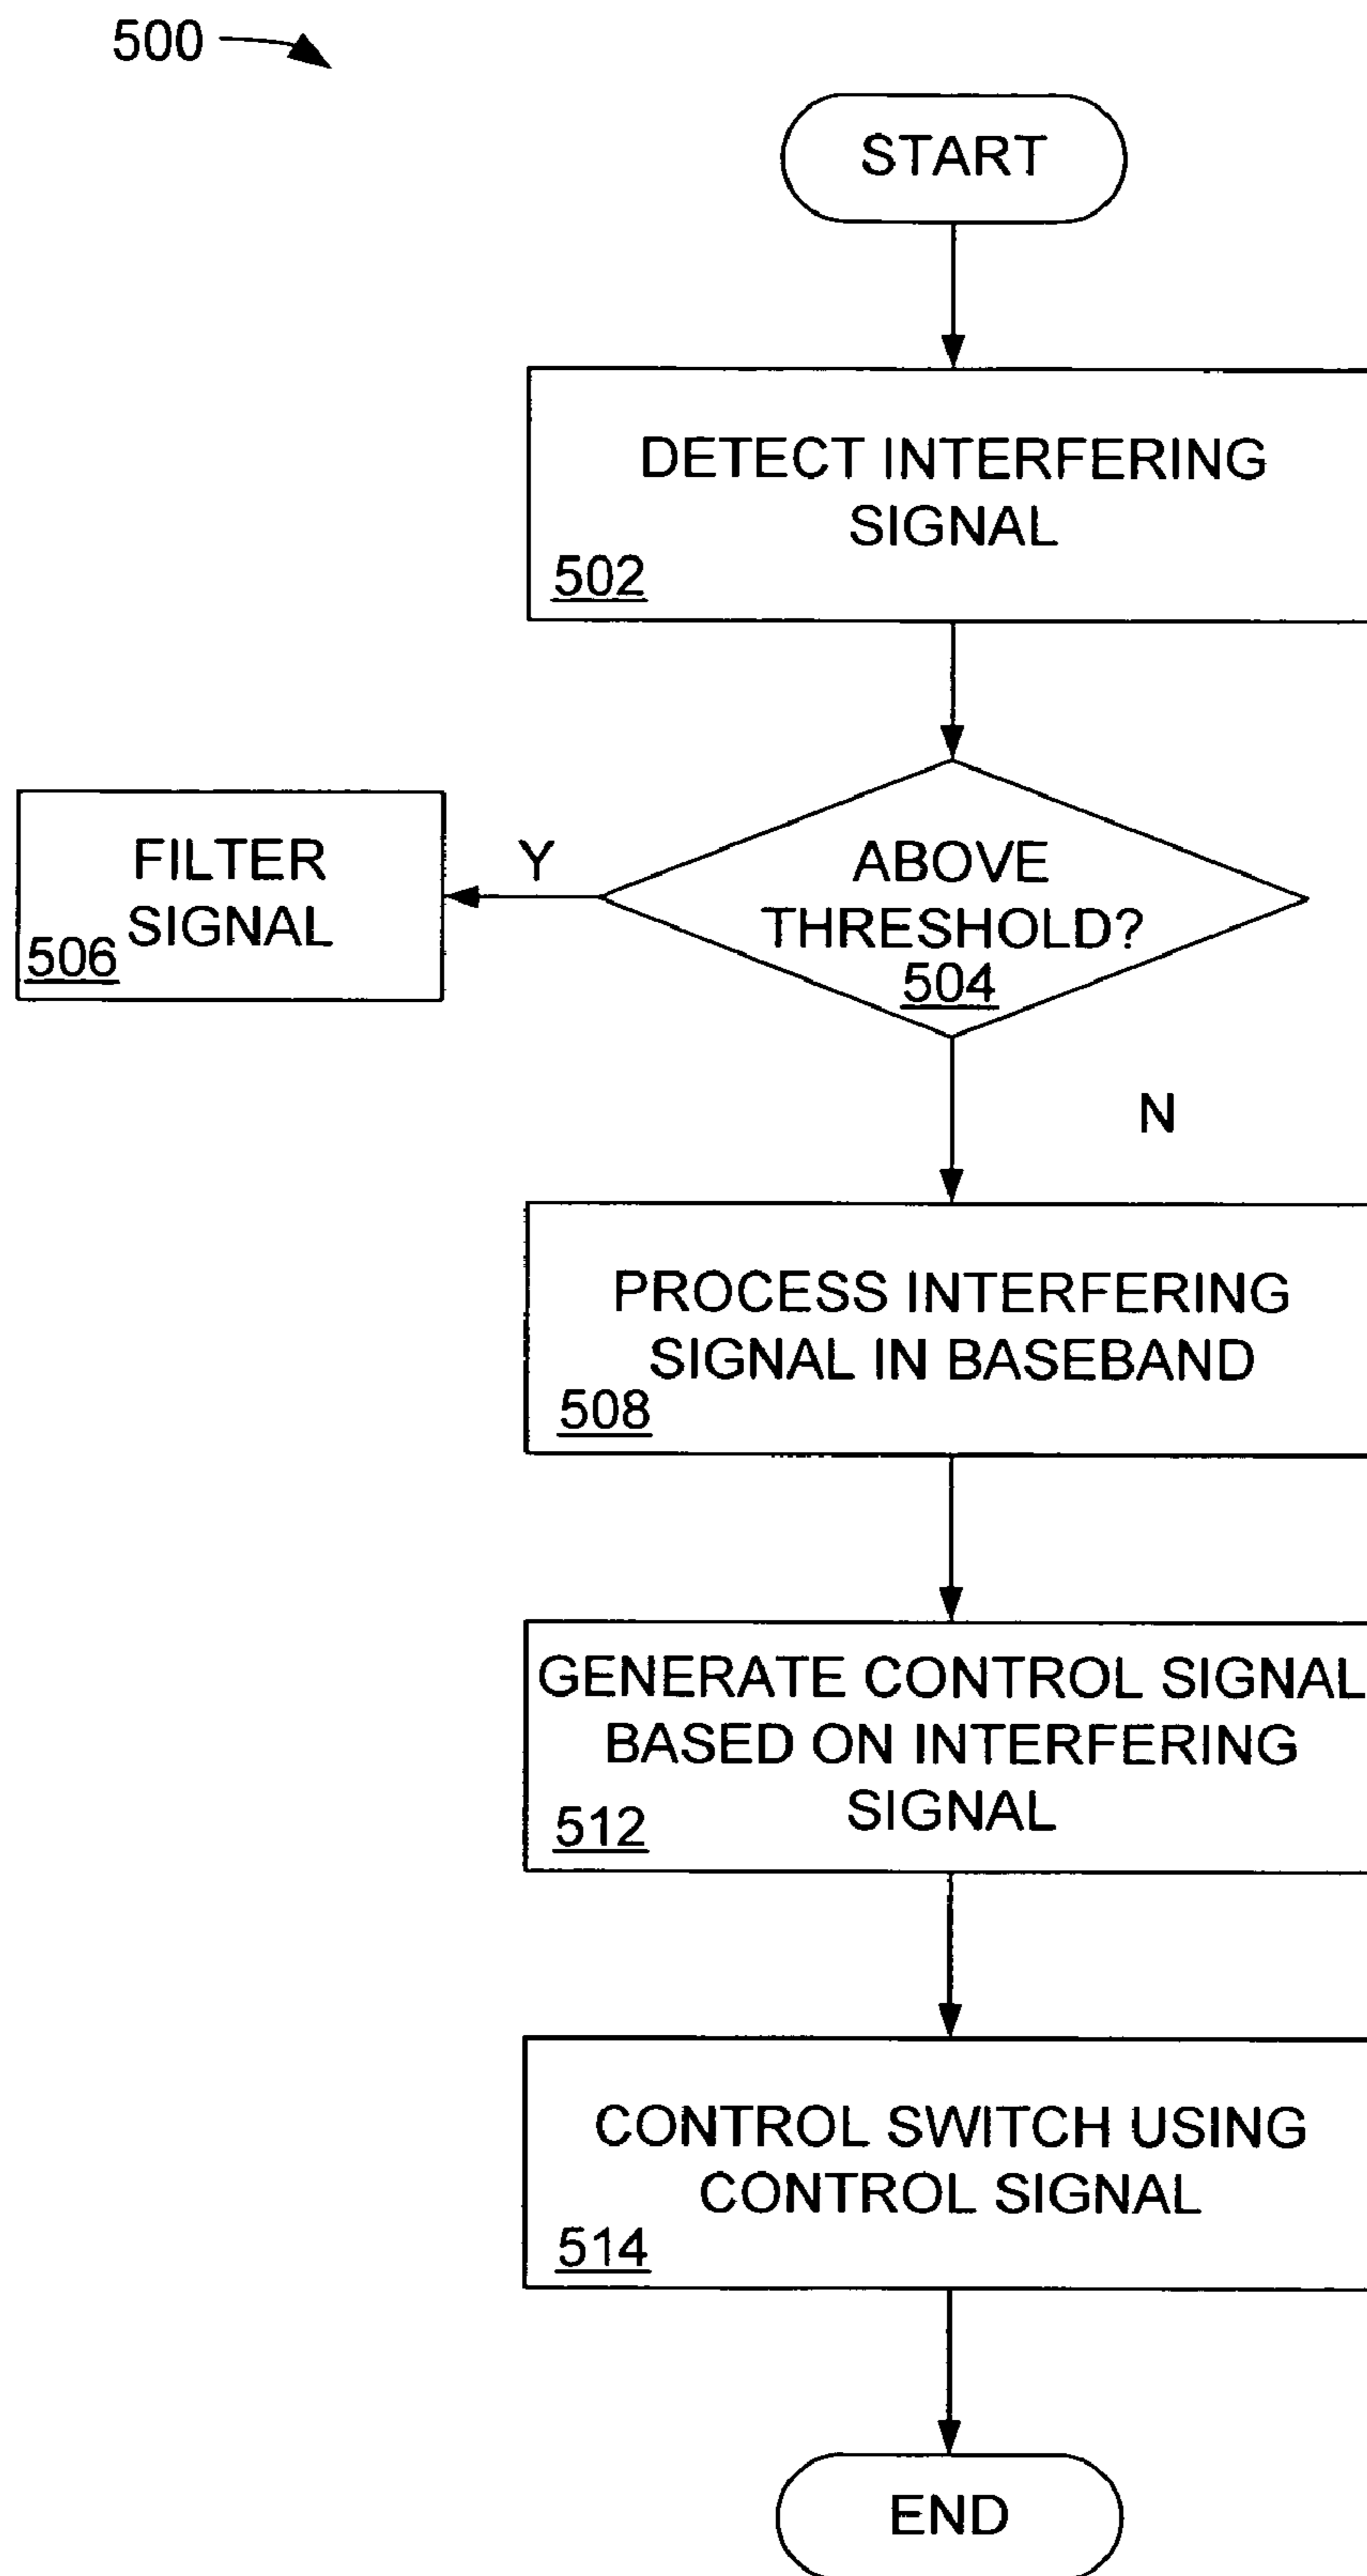 500
START
DETECT INTERFERING
SIGNAL
502
ABOVE
THRESHOLD?
504
Y
FILTER
SIGNAL
506
N
PROCESS INTERFERING
SIGNAL IN BASEBAND
508
GENERATE CONTROL SIGNAL
BASED ON INTERFERING
SIGNAL
512
CONTROL SWITCH USING
CONTROL SIGNAL
514
END